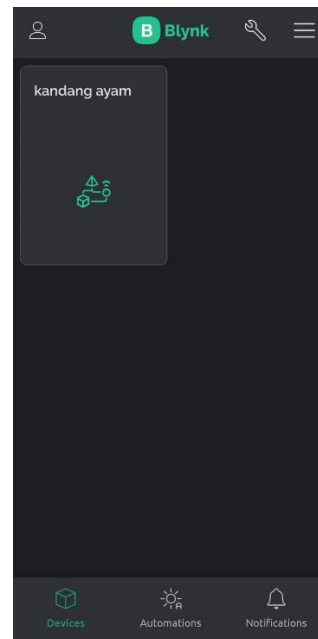 B Blynk
kandang ayam
Devices
Automations
Notifications